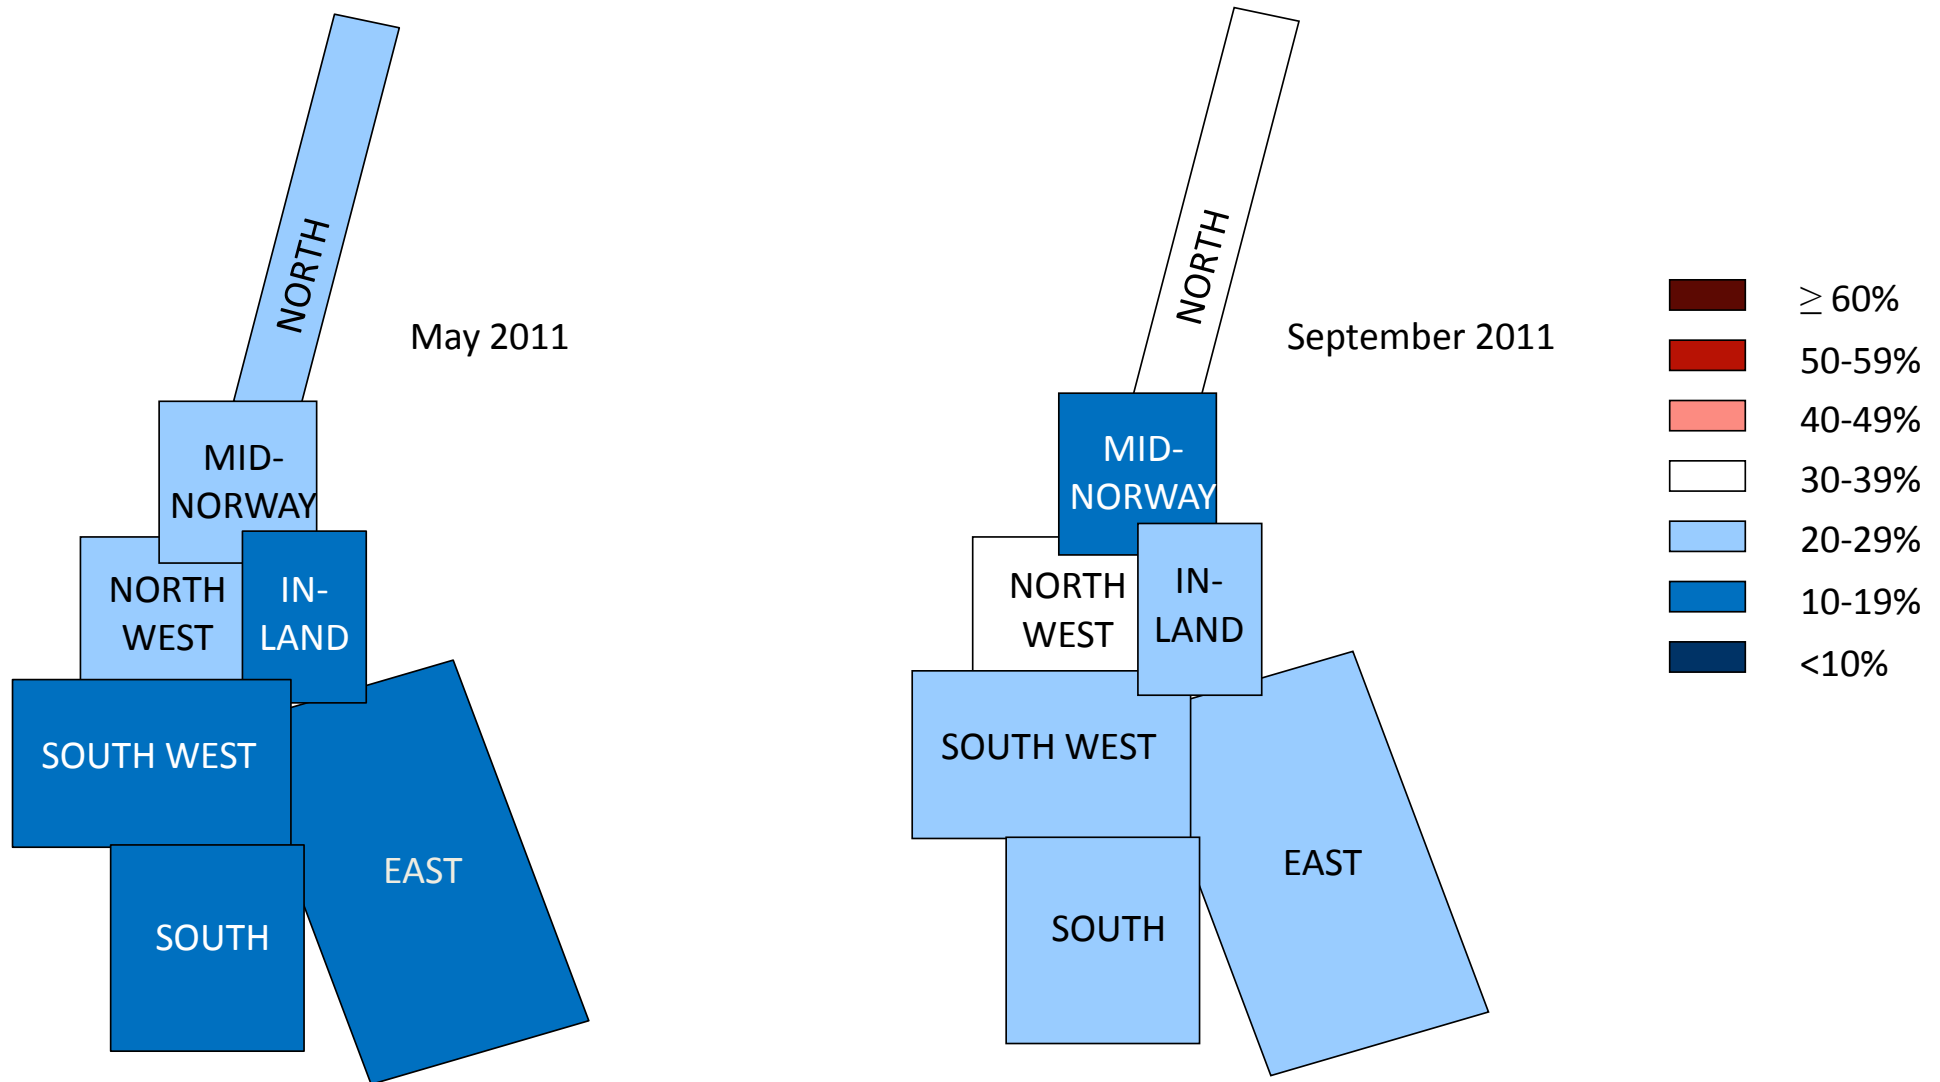 NORTH
May 2011
MID-
NORWAY
NORTH
WEST
IN-
LAND
SOUTH WEST
EAST
SOUTH
NORTH
September 2011
MID-
NORWAY
NORTH
WEST
IN-
LAND
SOUTH WEST
EAST
SOUTH
≥ 60%
50-59%
40-49%
30-39%
20-29%
10-19%
<10%